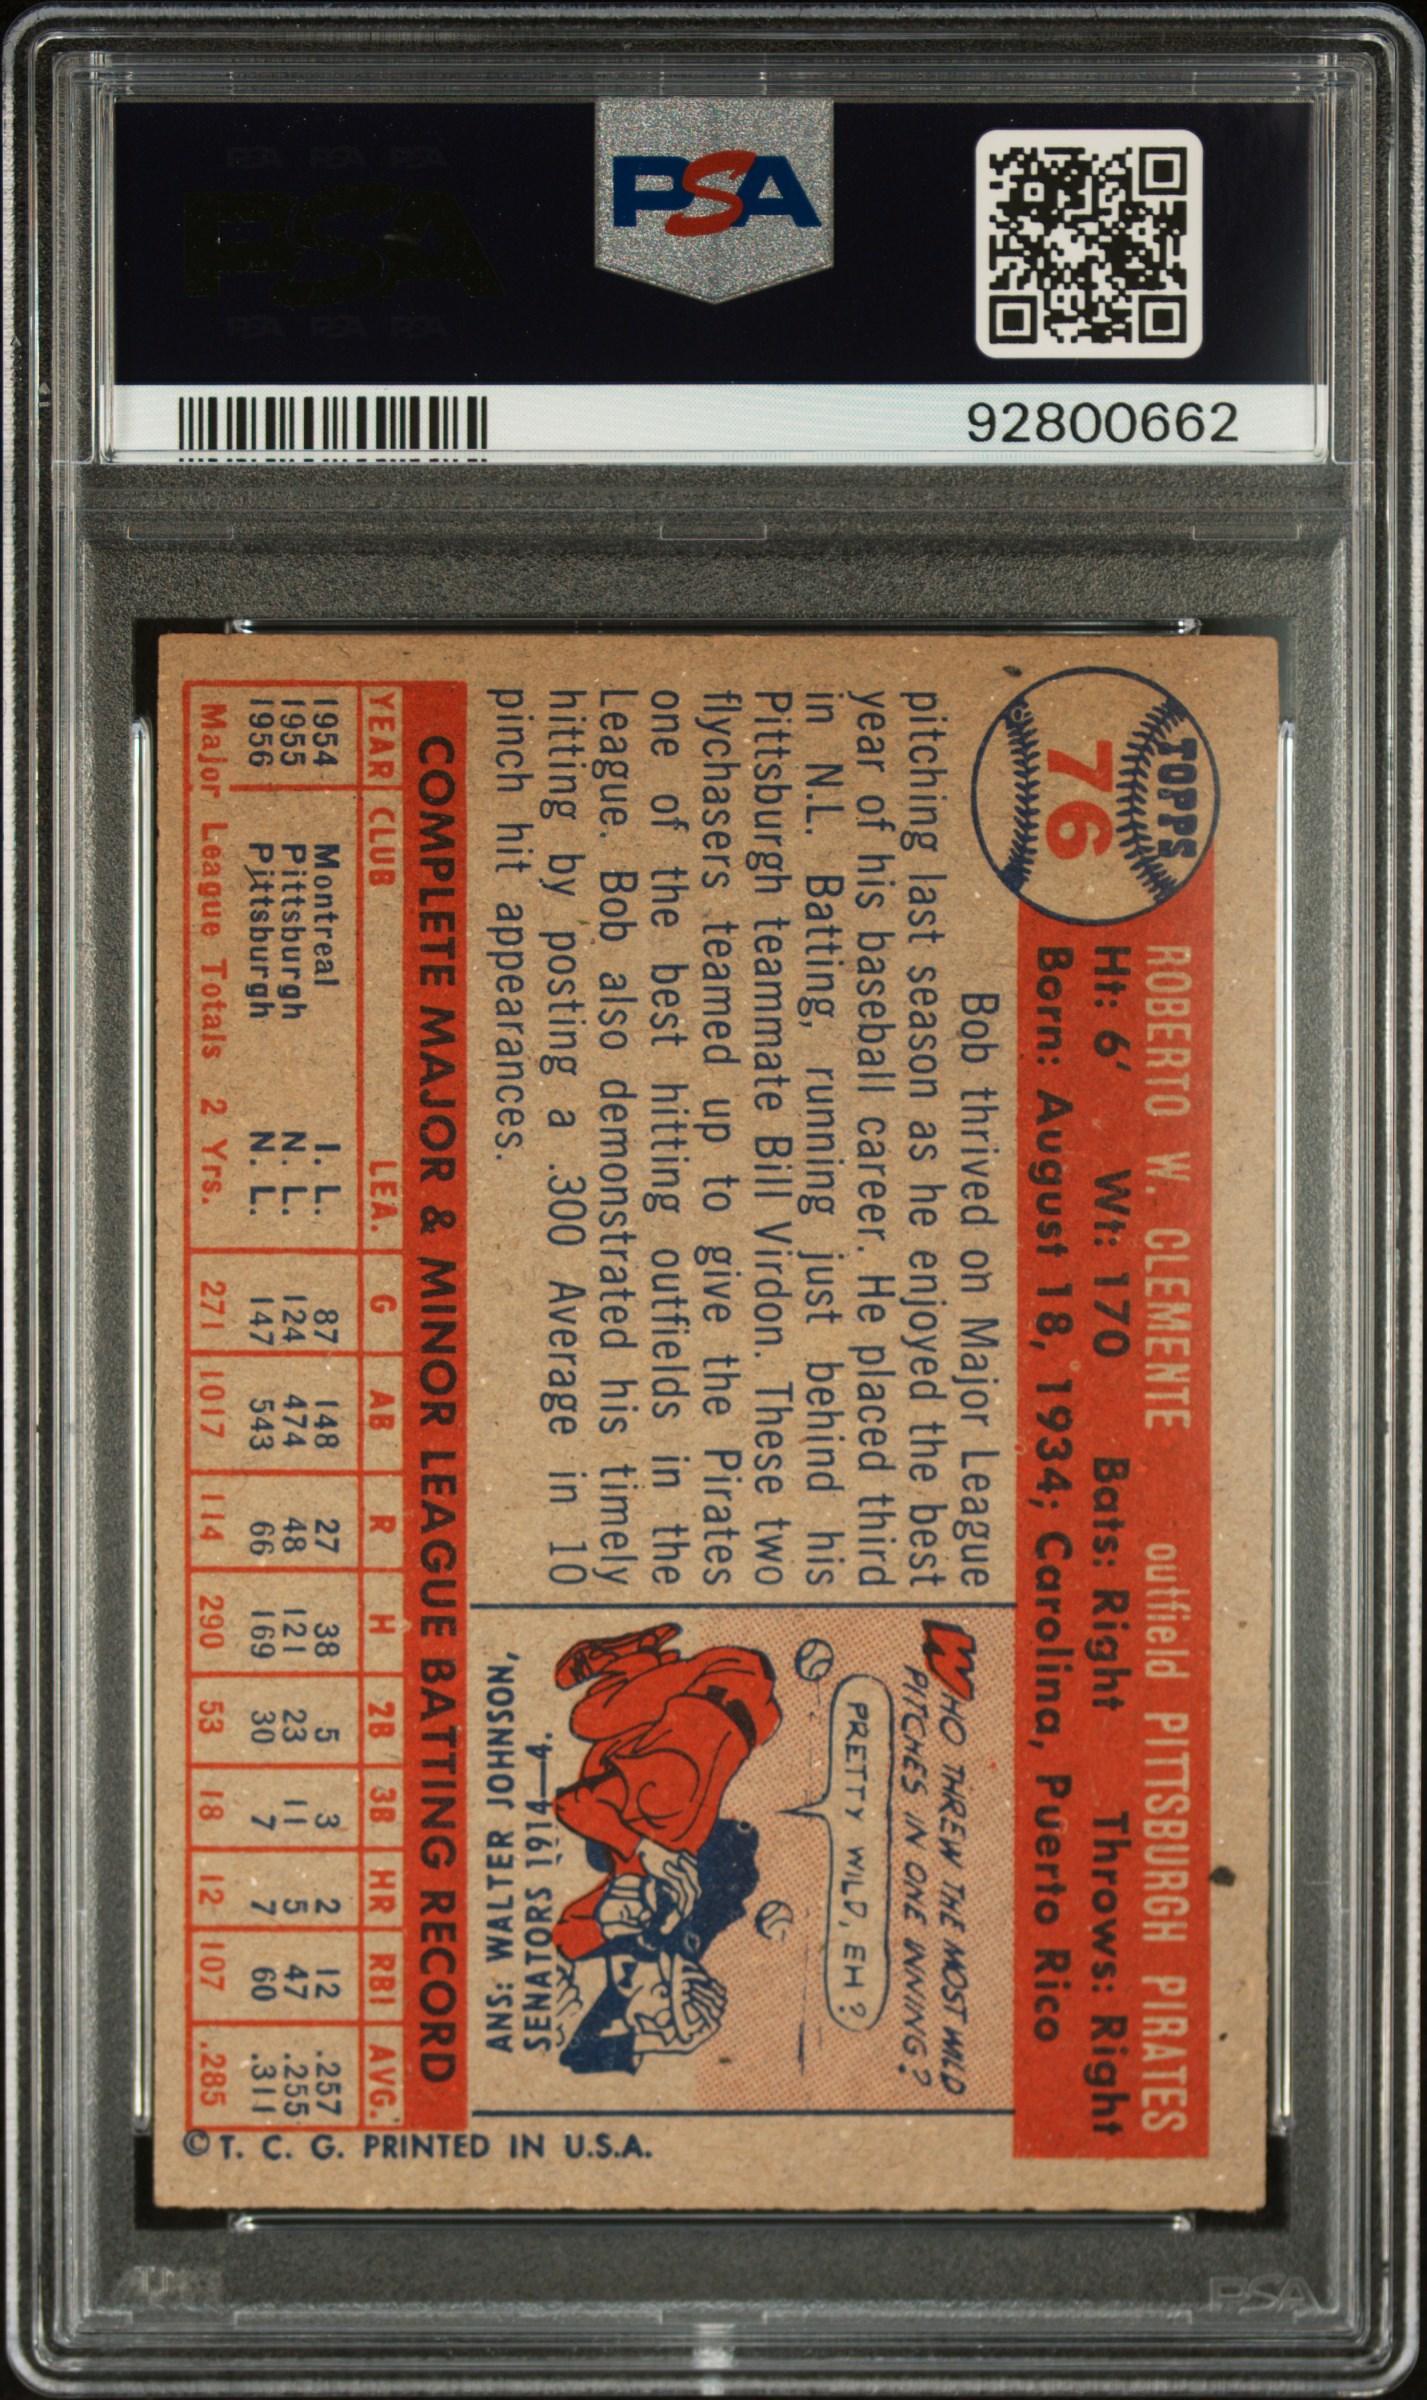 PSA PSA PSA
PSA
PSA PSA PSA
PSA
92800662
TOPPS
76
ROBERTO W. CLEMENTE outfield PITTSBURGH PIRATES
Ht: 6' Wt: 170 Bats: Right Throws: Right
Born: August 18, 1934; Carolina, Puerto Rico
Bob thrived on Major League
pitching last season as he enjoyed the best
year of his baseball career. He placed third
in N.L. Batting, running just behind his
Pittsburgh teammate Bill Virdon. These two
flychasers teamed up to give the Pirates
one of the best hitting outfields in the
League. Bob also demonstrated his timely
hitting by posting a .300 Average in 10
pinch hit appearances.
WHO THREW THE MOST WILD
PITCHES IN ONE INNING?
PRETTY WILD, EH?
ANS: WALTER JOHNSON,
SENATORS 1914—4.
COMPLETE MAJOR & MINOR LEAGUE BATTING RECORD
YEAR CLUB LEA. G AB R H 2B 3B HR RBI AVG.
1954 Montreal I. L. 87 148 27 38 5 3 2 12 .257
1955 Pittsburgh N. L. 124 474 48 121 23 11 5 47 .255
1956 Pittsburgh N. L. 147 543 66 169 30 7 7 60 .311
Major League Totals 2 Yrs. 271 1017 114 290 53 18 12 107 .285
© T. C. G. PRINTED IN U.S.A.
PSA